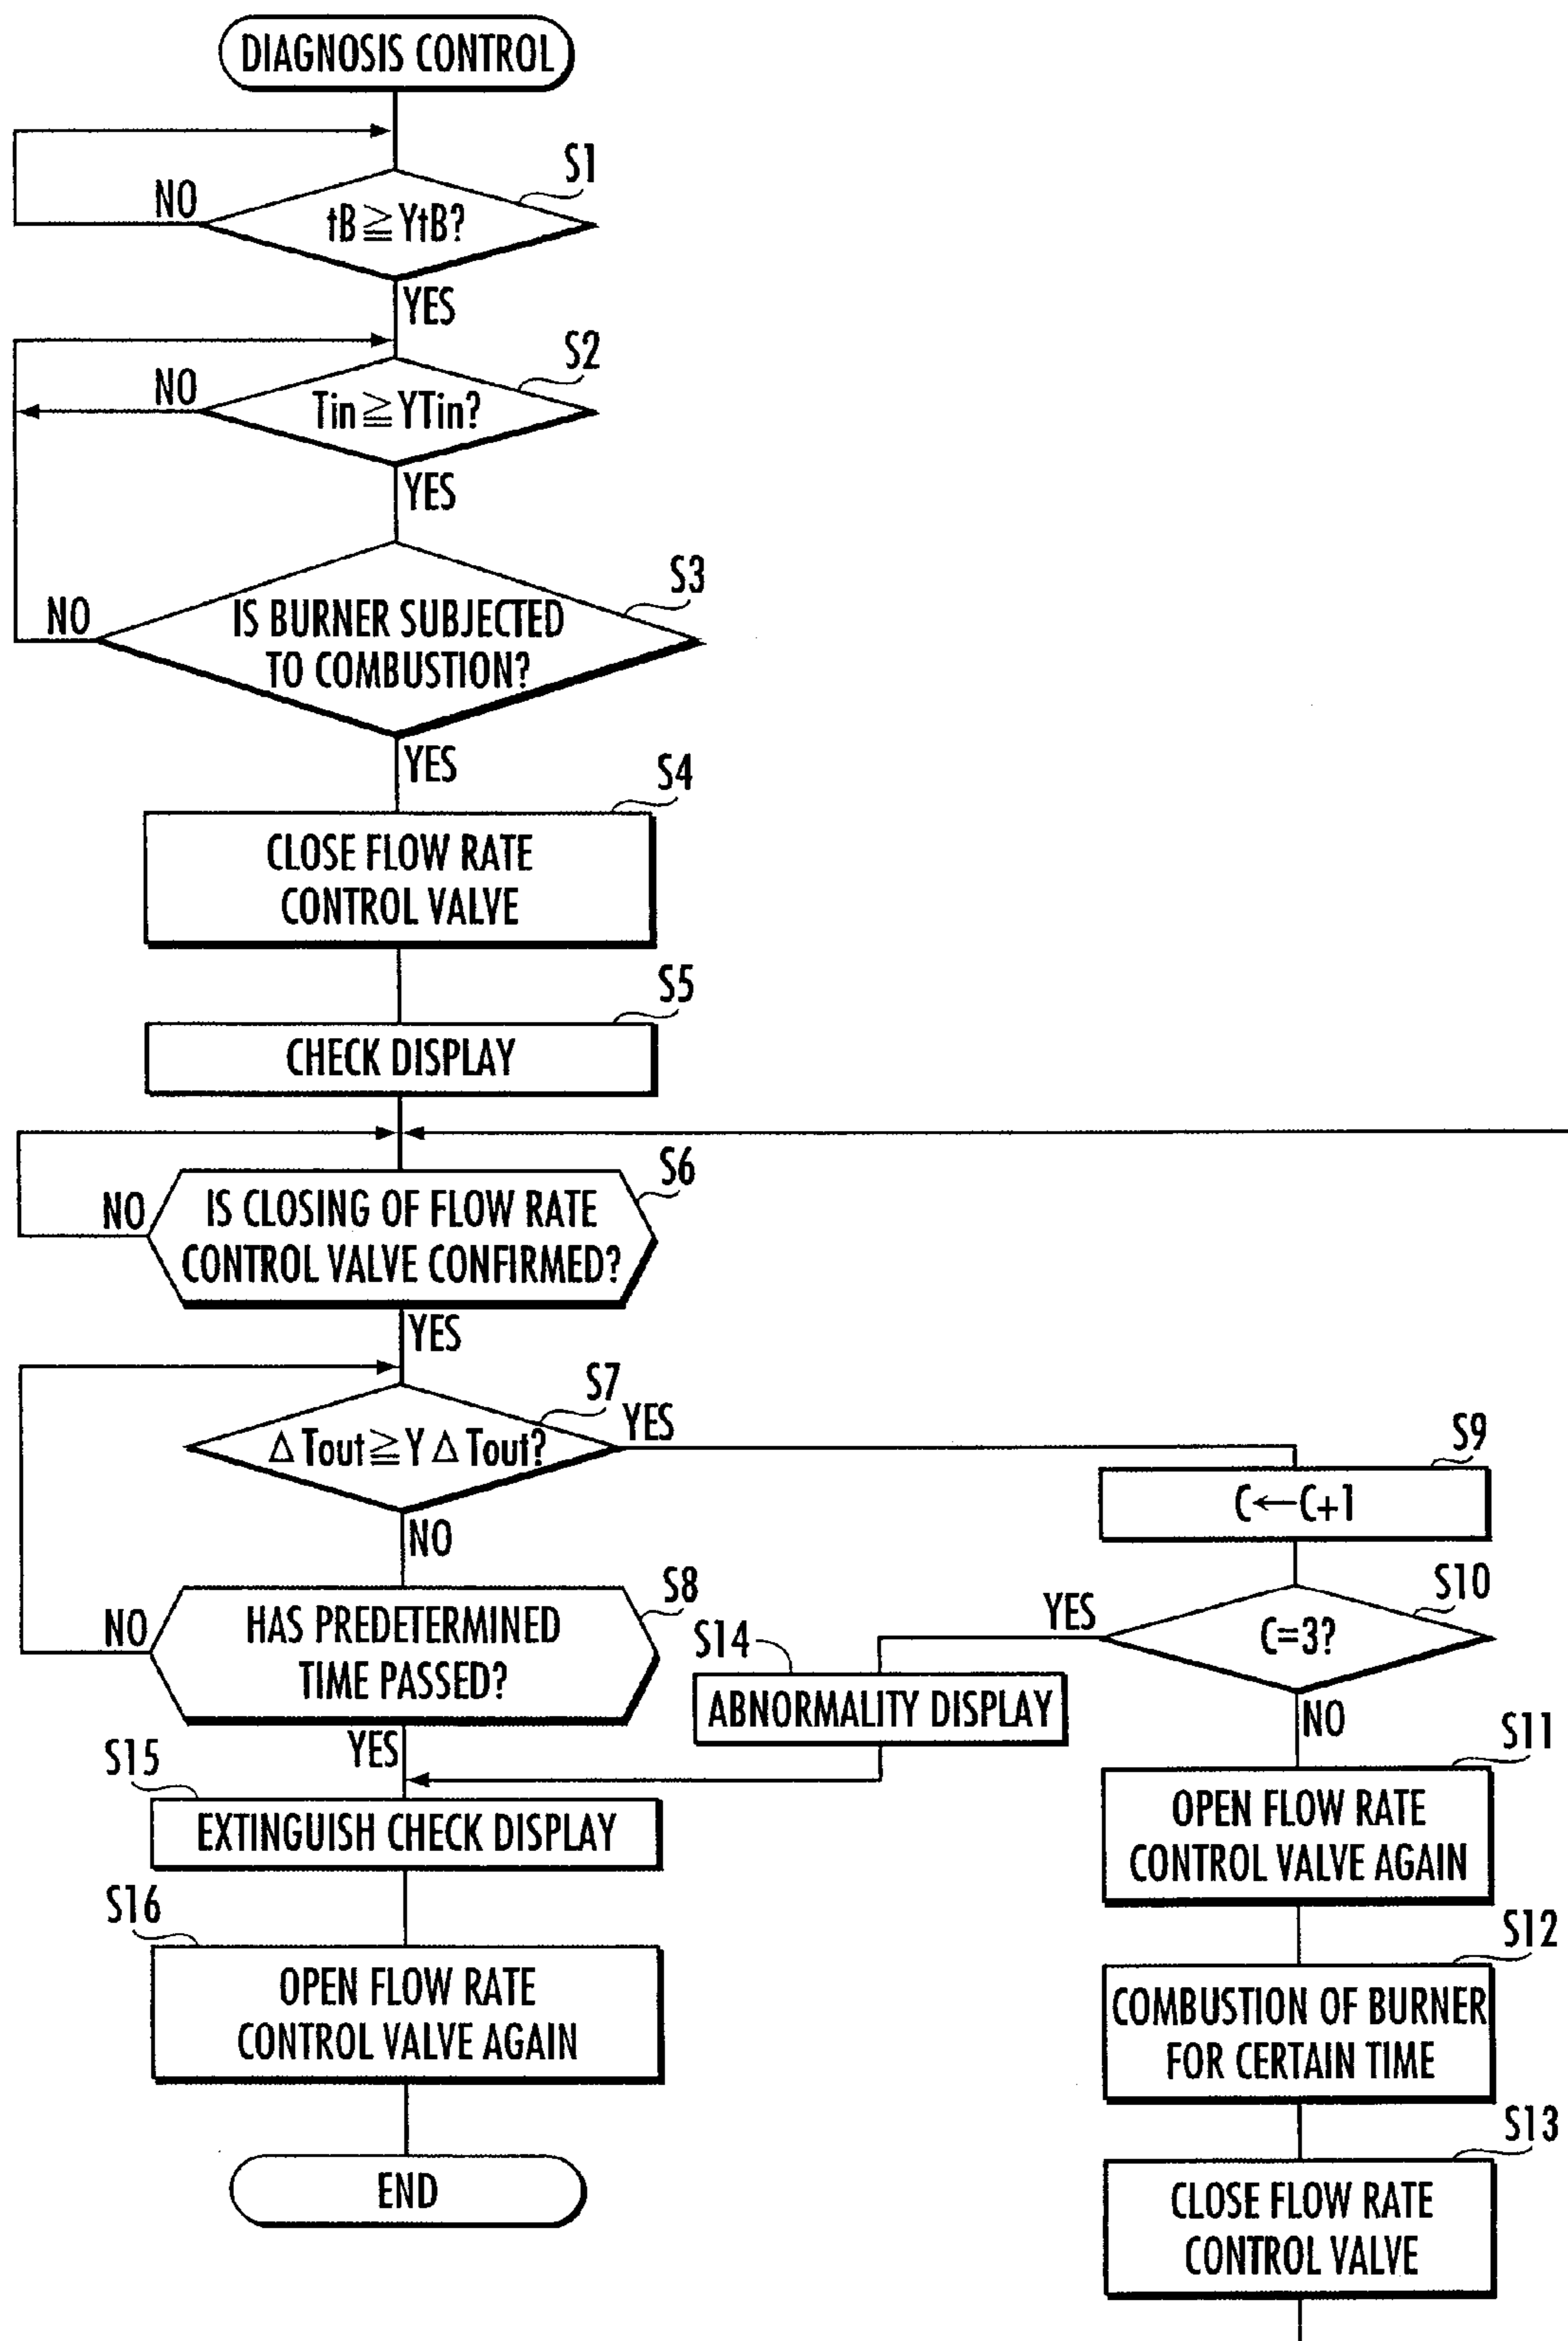 DIAGNOSIS CONTROL
S1
NO
tB≧YtB?
YES
S2
NO
Tin≧YTin?
YES
S3
NO
IS BURNER SUBJECTED
TO COMBUSTION?
YES
S4
CLOSE FLOW RATE
CONTROL VALVE
S5
CHECK DISPLAY
S6
NO
IS CLOSING OF FLOW RATE
CONTROL VALVE CONFIRMED?
YES
S7
YES
ΔTout≧YΔTout?
NO
S8
NO
HAS PREDETERMINED
TIME PASSED?
YES
S9
C←C+1
S10
YES
C=3?
NO
S14
ABNORMALITY DISPLAY
S11
OPEN FLOW RATE
CONTROL VALVE AGAIN
S12
COMBUSTION OF BURNER
FOR CERTAIN TIME
S13
CLOSE FLOW RATE
CONTROL VALVE
S15
EXTINGUISH CHECK DISPLAY
S16
OPEN FLOW RATE
CONTROL VALVE AGAIN
END